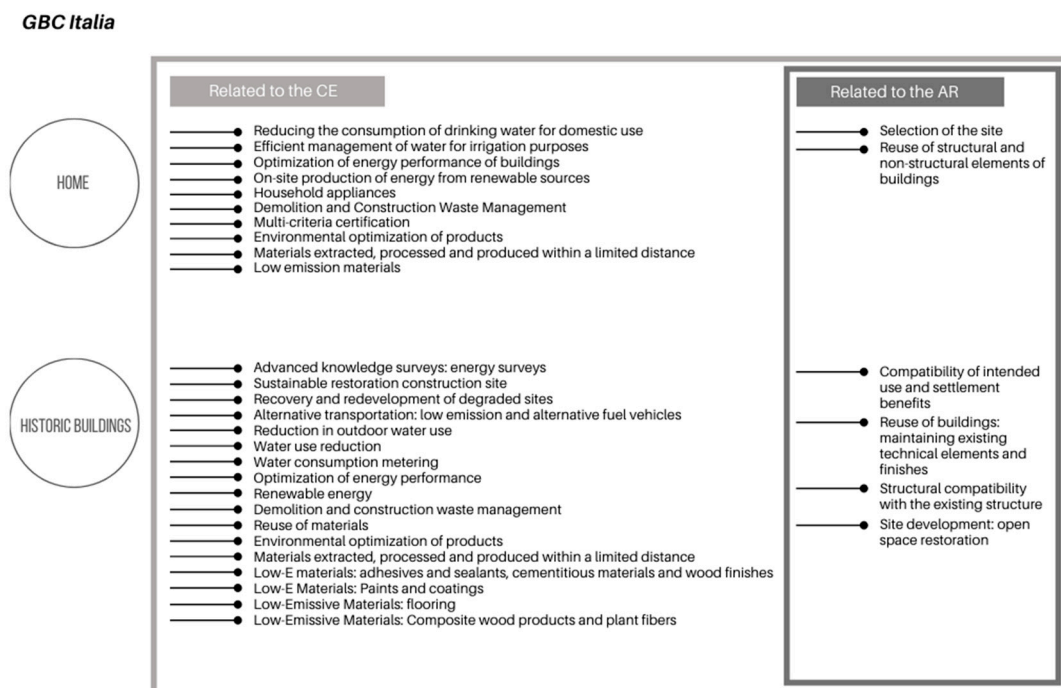 GBC Italia
Related to the CE
Related to the AR
HOME
Reducing the consumption of drinking water for domestic use
Efficient management of water for irrigation purposes
Optimization of energy performance of buildings
On-site production of energy from renewable sources
Household appliances
Demolition and Construction Waste Management
Multi-criteria certification
Environmental optimization of products
Materials extracted, processed and produced within a limited distance
Low emission materials
Selection of the site
Reuse of structural and
non-structural elements of
buildings
HISTORIC BUILDINGS
Advanced knowledge surveys: energy surveys
Sustainable restoration construction site
Recovery and redevelopment of degraded sites
Alternative transportation: low emission and alternative fuel vehicles
Reduction in outdoor water use
Water use reduction
Water consumption metering
Optimization of energy performance
Renewable energy
Demolition and construction waste management
Reuse of materials
Environmental optimization of products
Materials extracted, processed and produced within a limited distance
Low-E materials: adhesives and sealants, cementitious materials and wood finishes
Low-E Materials: Paints and coatings
Low-Emissive Materials: flooring
Low-Emissive Materials: Composite wood products and plant fibers
Compatibility of intended
use and settlement
benefits
Reuse of buildings:
maintaining existing
technical elements and
finishes
Structural compatibility
with the existing structure
Site development: open
space restoration